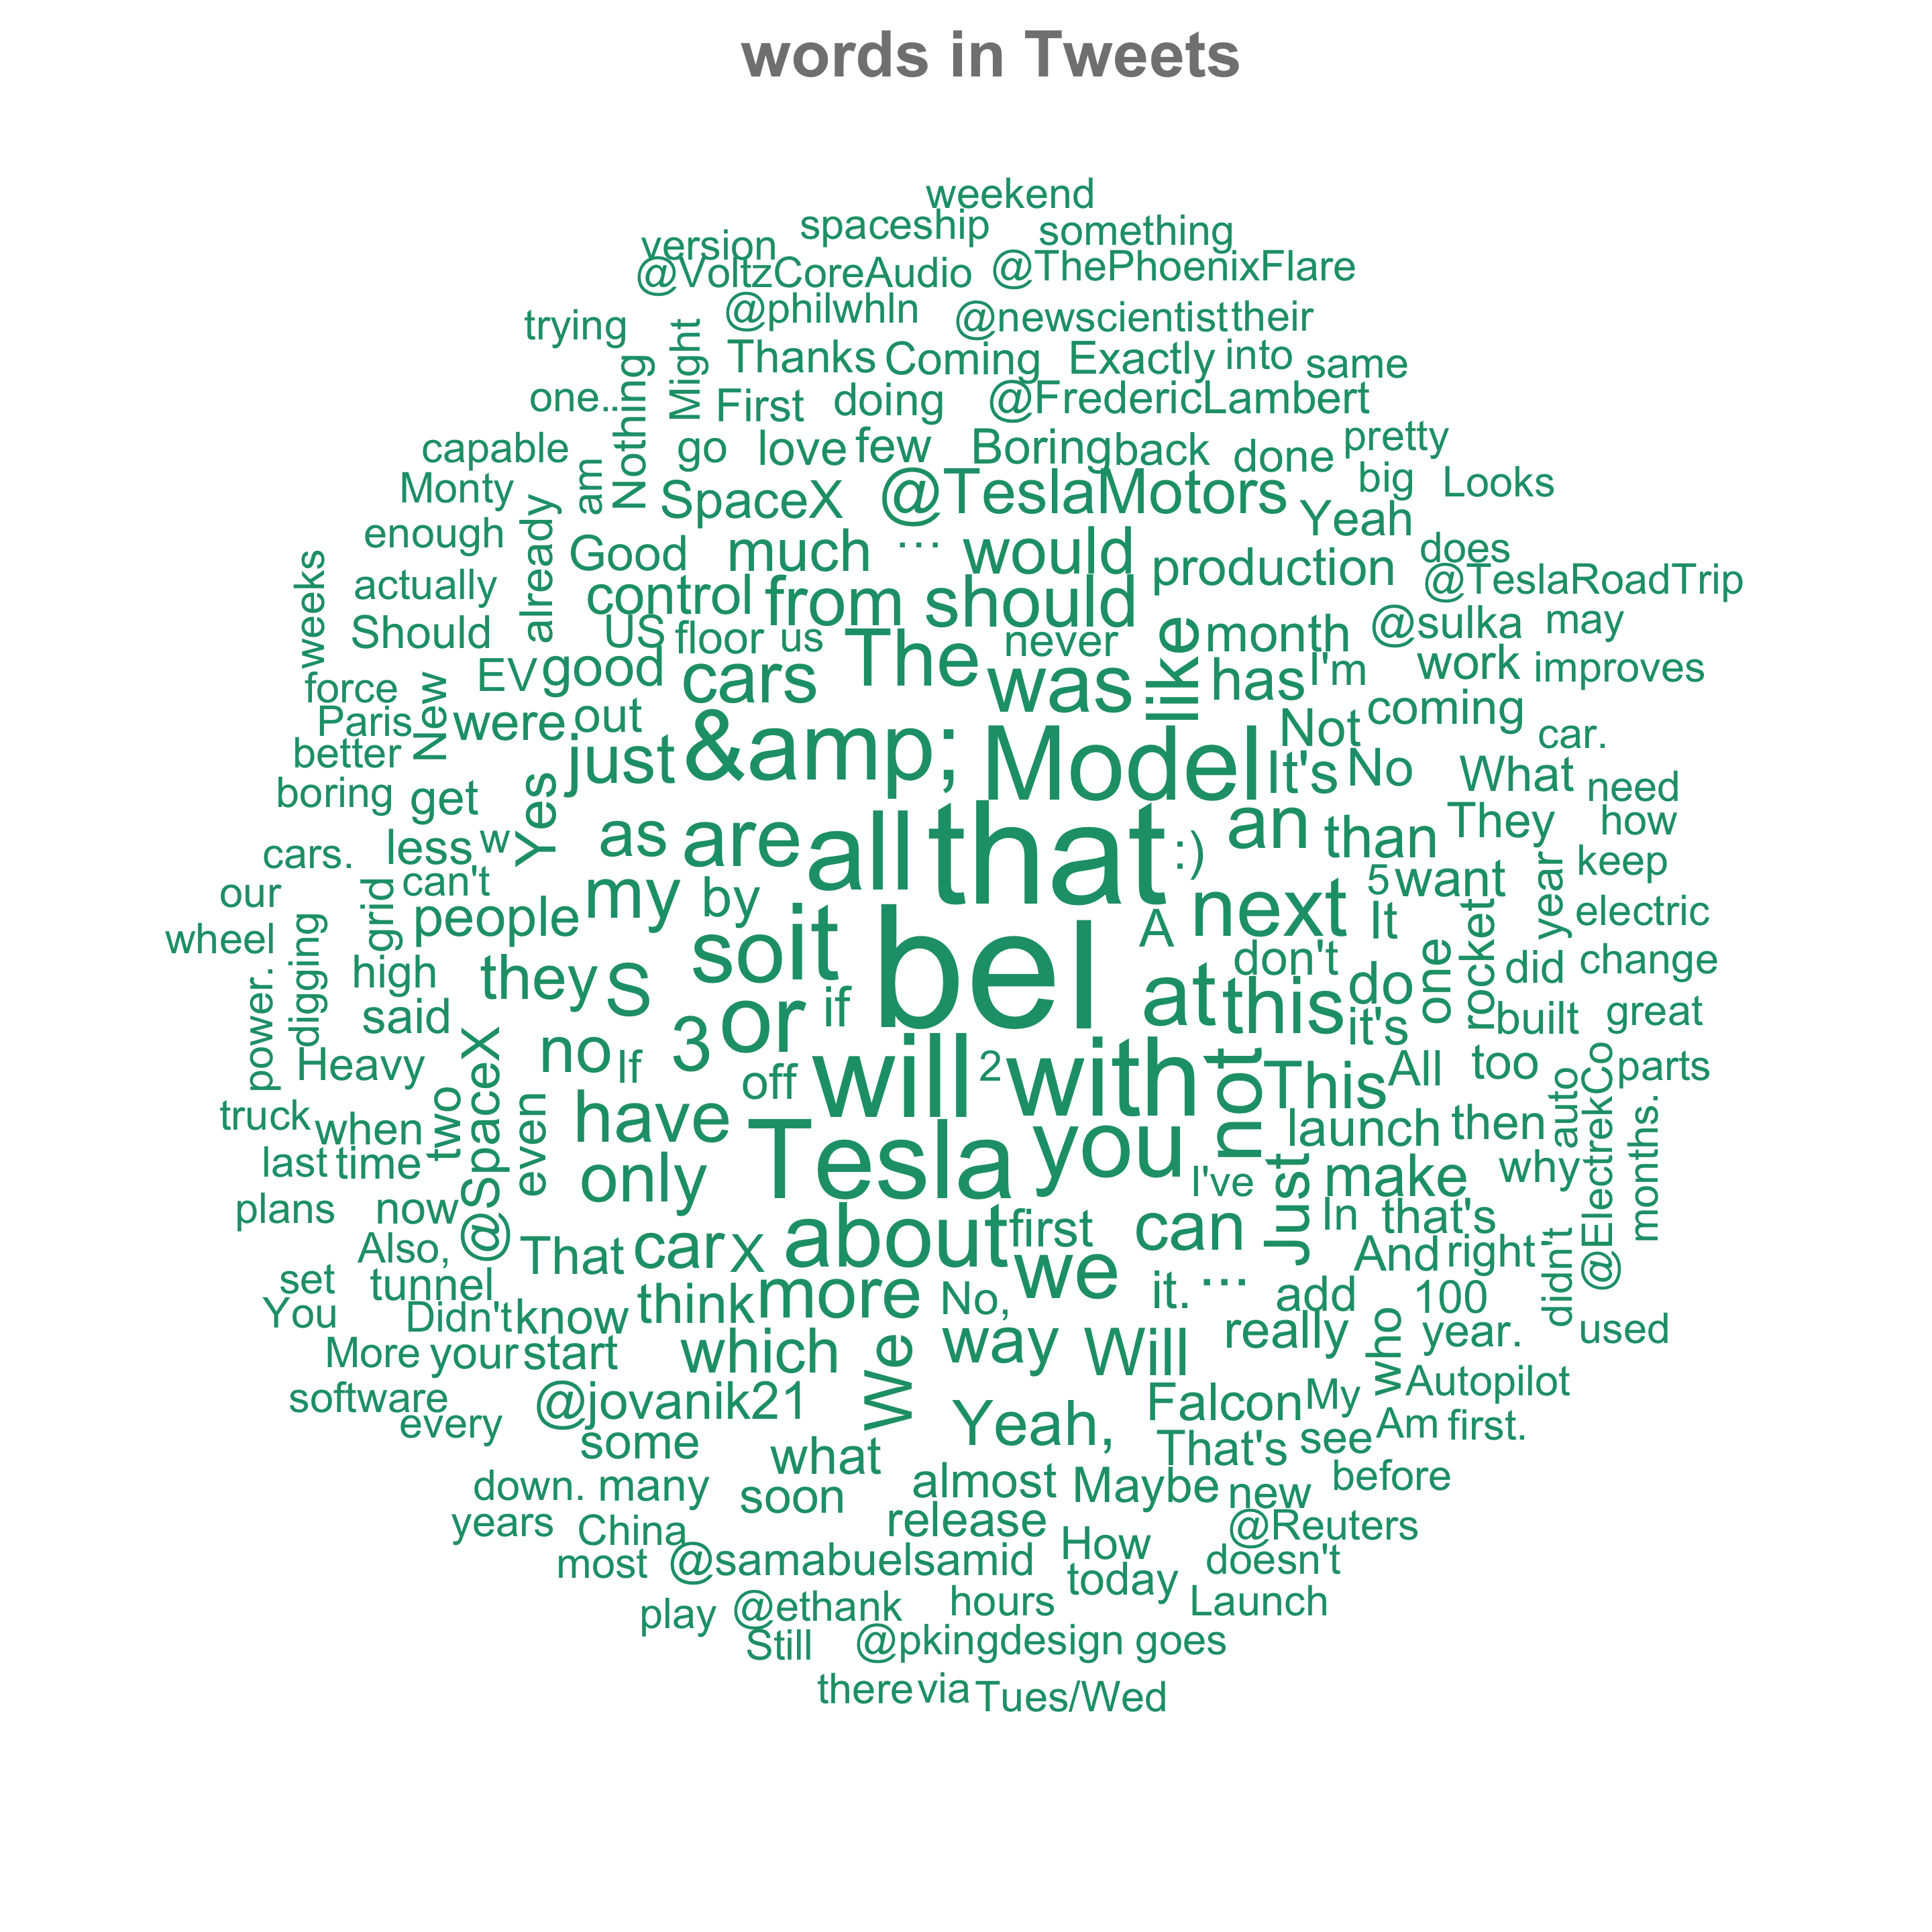 words in Tweets
weekend
spaceship something
version
@VoltzCoreAudio @ThePhoenixFlare
@philwhln @newscientist their
trying Might
Thanks Coming Exactly into same
Nothing
one.. First doing @FredericLambert
capable go love few Boring back done pretty
Monty am SpaceX @TeslaMotors big Looks
enough already Good much ... would Yeah
weeks actually control from should production does @TeslaRoadTrip
Should US floor us The never like month @sulka may
force EV good cars was has I'm work improves
Paris New were out &amp; Model Not coming car.
better just It's No What need
boring get Yes as are all that :) an than They how
cars. less w my by next 5 want year keep
our grid can't people A It electric
wheel digging high they S so it be I at don't this do one rocket did change
power. said or if it's built great
Heavy @SpaceX no If 3 off will 2 with not This All too auto @ElectrekCo parts
truck when two even have Tesla you launch then months.
last time only I've Just make why
plans now about first can In that's
Also, That car X we And right didn't
set tunnel think more No, it. ... add 100
You Didn't know way Will really who year. used
More your start which We
software @jovanik21 Yeah, Falcon My Autopilot
every some what That's see Am first.
down. many soon almost Maybe new before
years China release How @Reuters
most @samabuelsamid today doesn't
play @ethank hours Launch
Still @pkingdesign goes
there via Tues/Wed